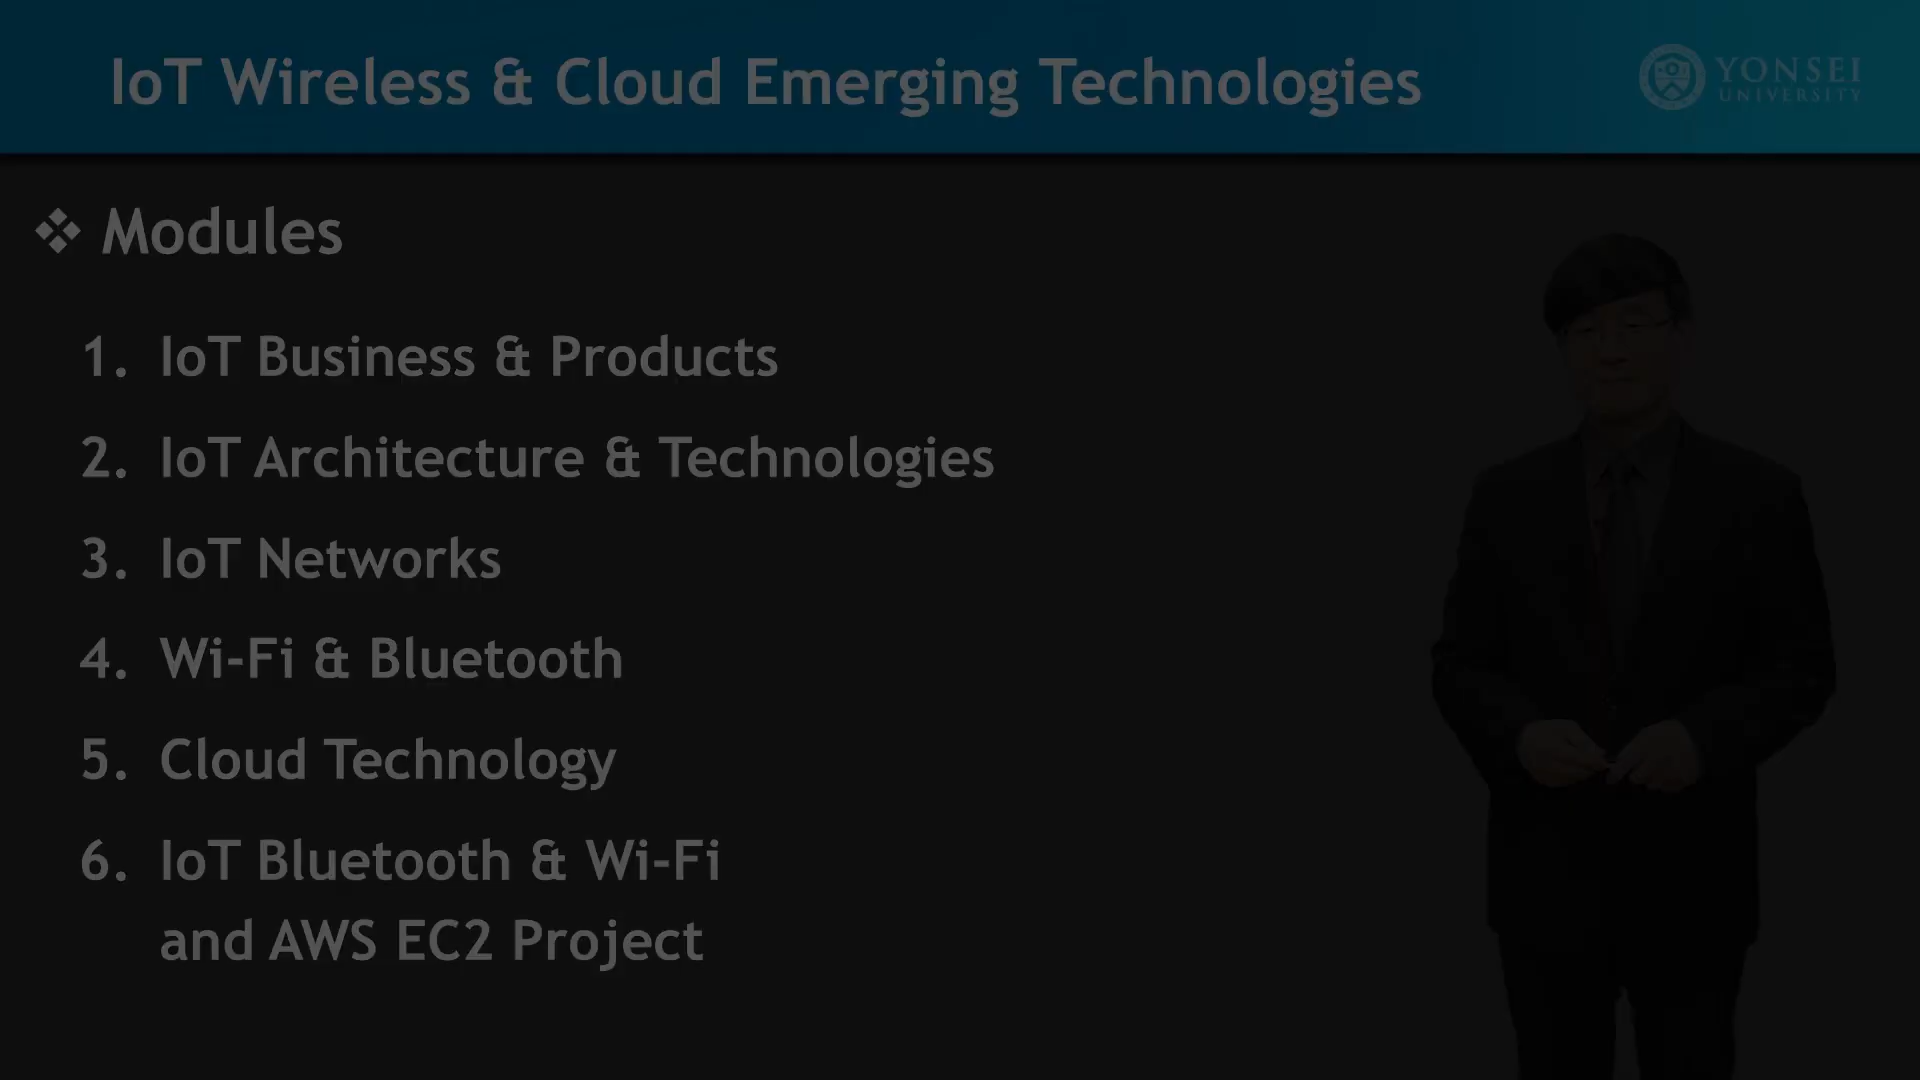 IoT Wireless & Cloud Emerging Technologies
YONSEI
UNIVERSITY
❖ Modules
1. IoT Business & Products
2. IoT Architecture & Technologies
3. IoT Networks
4. Wi-Fi & Bluetooth
5. Cloud Technology
6. IoT Bluetooth & Wi-Fi
and AWS EC2 Project